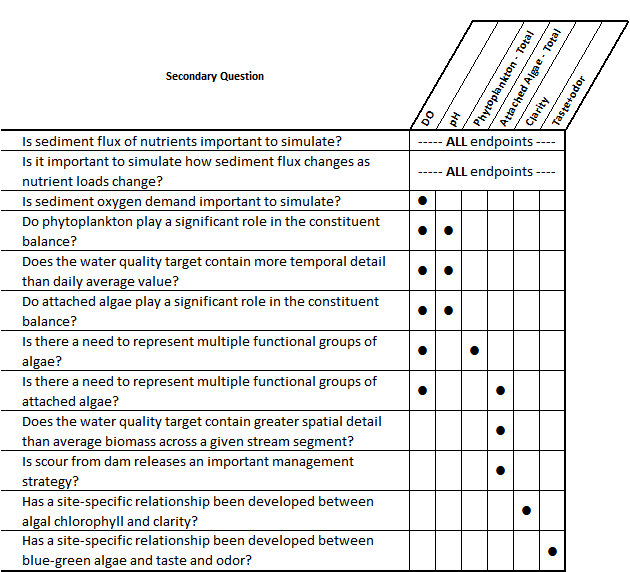 Secondary Question
DO
pH
Phytoplankton - Total
Attached Algae - Total
Clarity
Taste+odor
Is sediment flux of nutrients important to simulate?
----- ALL endpoints ----
Is it important to simulate how sediment flux changes as
nutrient loads change?
----- ALL endpoints ----
Is sediment oxygen demand important to simulate?
Do phytoplankton play a significant role in the constituent
balance?
Does the water quality target contain more temporal detail
than daily average value?
Do attached algae play a significant role in the constituent
balance?
Is there a need to represent multiple functional groups of
algae?
Is there a need to represent multiple functional groups of
attached algae?
Does the water quality target contain greater spatial detail
than average biomass across a given stream segment?
Is scour from dam releases an important management
strategy?
Has a site-specific relationship been developed between
algal chlorophyll and clarity?
Has a site-specific relationship been developed between
blue-green algae and taste and odor?